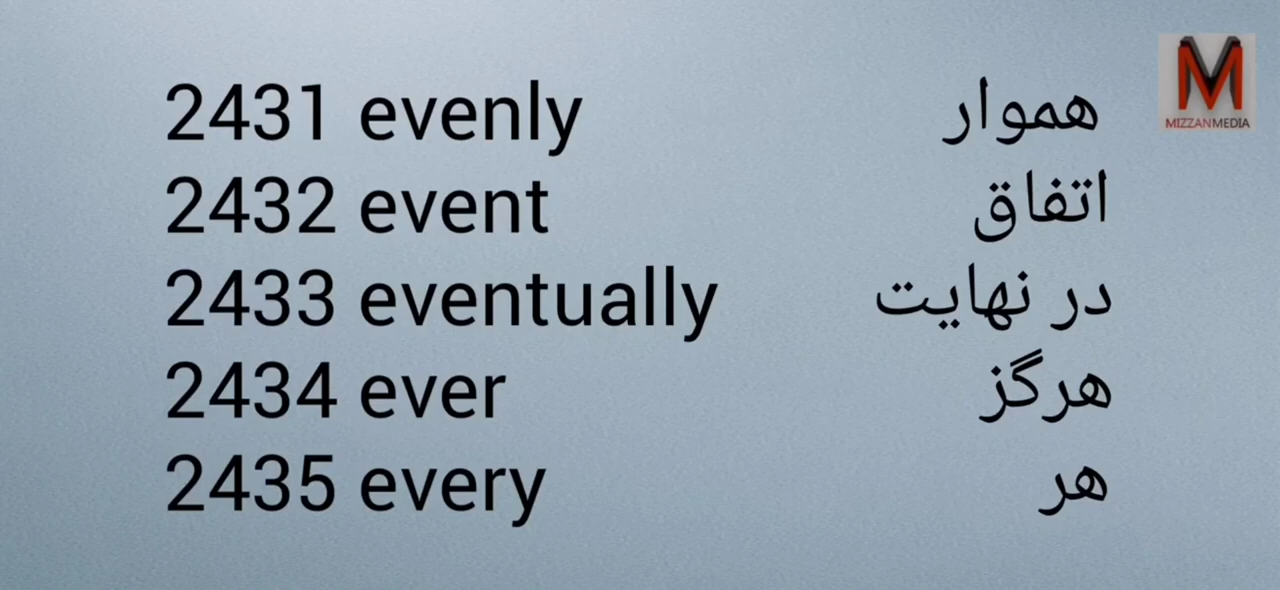 2431 evenly هموار
2432 event اتفاق
2433 eventually در نهایت
2434 ever هرگز
2435 every هر
MIZZANMEDIA